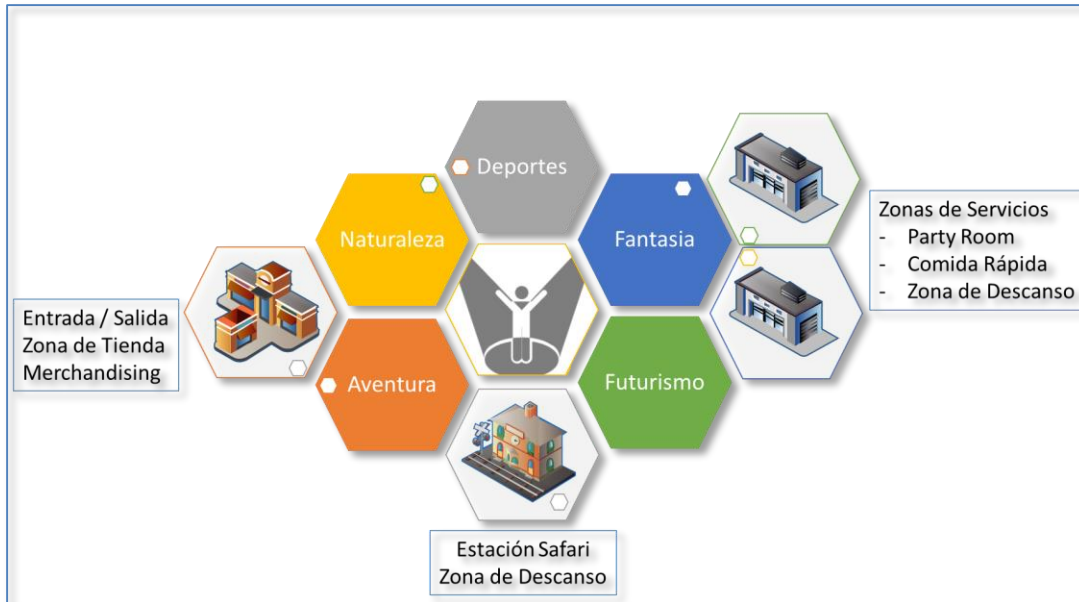 Deportes
Naturaleza
Fantasia
Zonas de Servicios
- Party Room
- Comida Rápida
- Zona de Descanso
Entrada / Salida
Zona de Tienda
Merchandising
Aventura
Futurismo
Estación Safari
Zona de Descanso